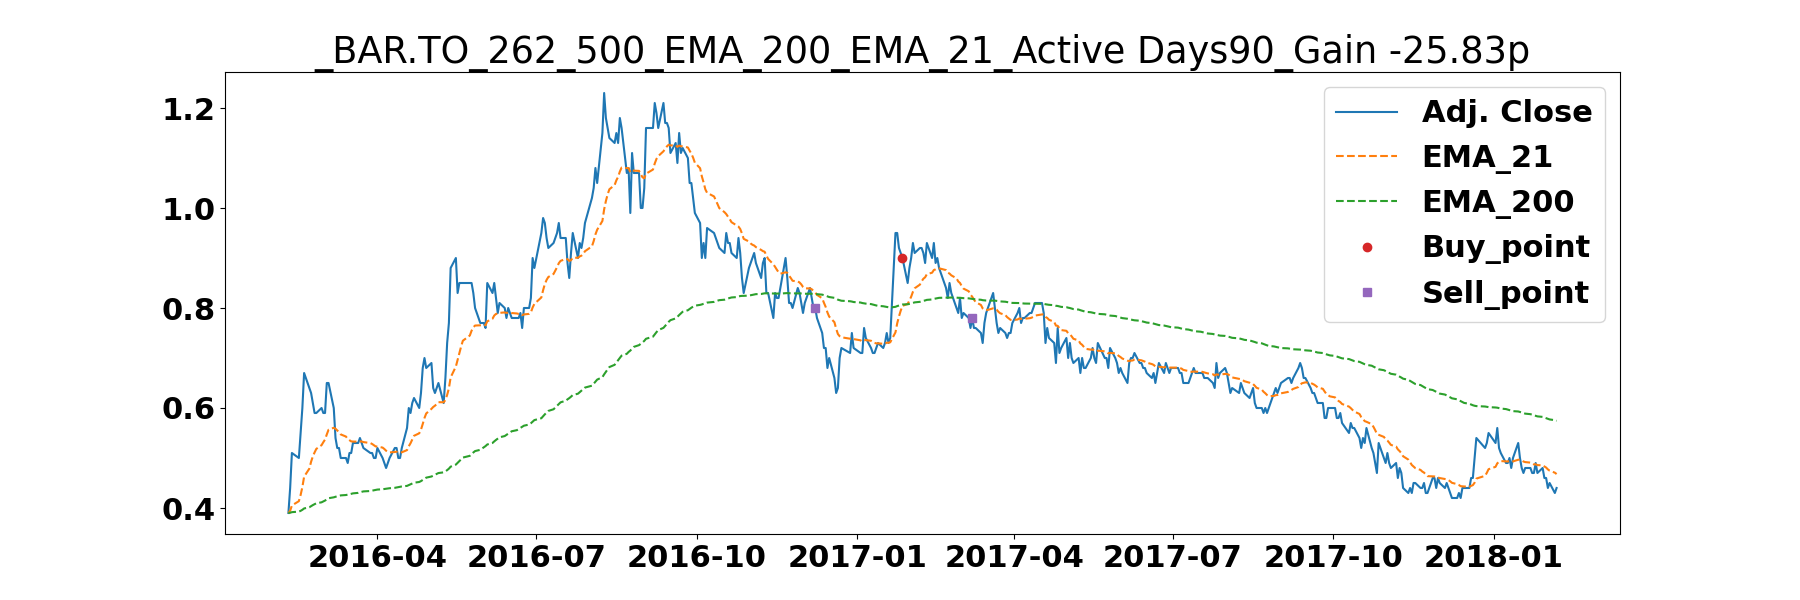 _BAR.TO_262_500_EMA_200_EMA_21_Active Days90_Gain -25.83p
1.2
1.0
0.8
0.6
0.4
2016-04 2016-07 2016-10 2017-01 2017-04 2017-07 2017-10 2018-01
Adj. Close
EMA_21
EMA_200
Buy_point
Sell_point